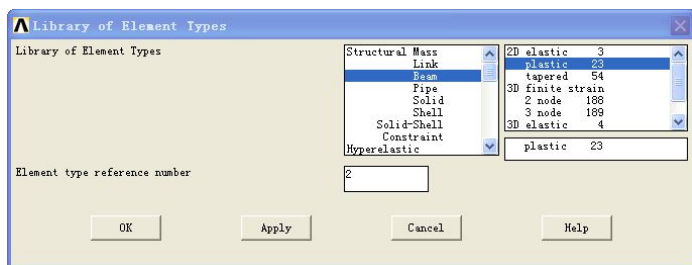 Library of Element Types
Library of Element Types
Structural Mass
Link
Beam
Pipe
Solid
Shell
Solid-Shell
Constraint
Hyperelastic
2D elastic 3
plastic 23
tapered 54
3D finite strain
2 node 188
3 node 189
3D elastic 4
plastic 23
Element type reference number
2
OK
Apply
Cancel
Help